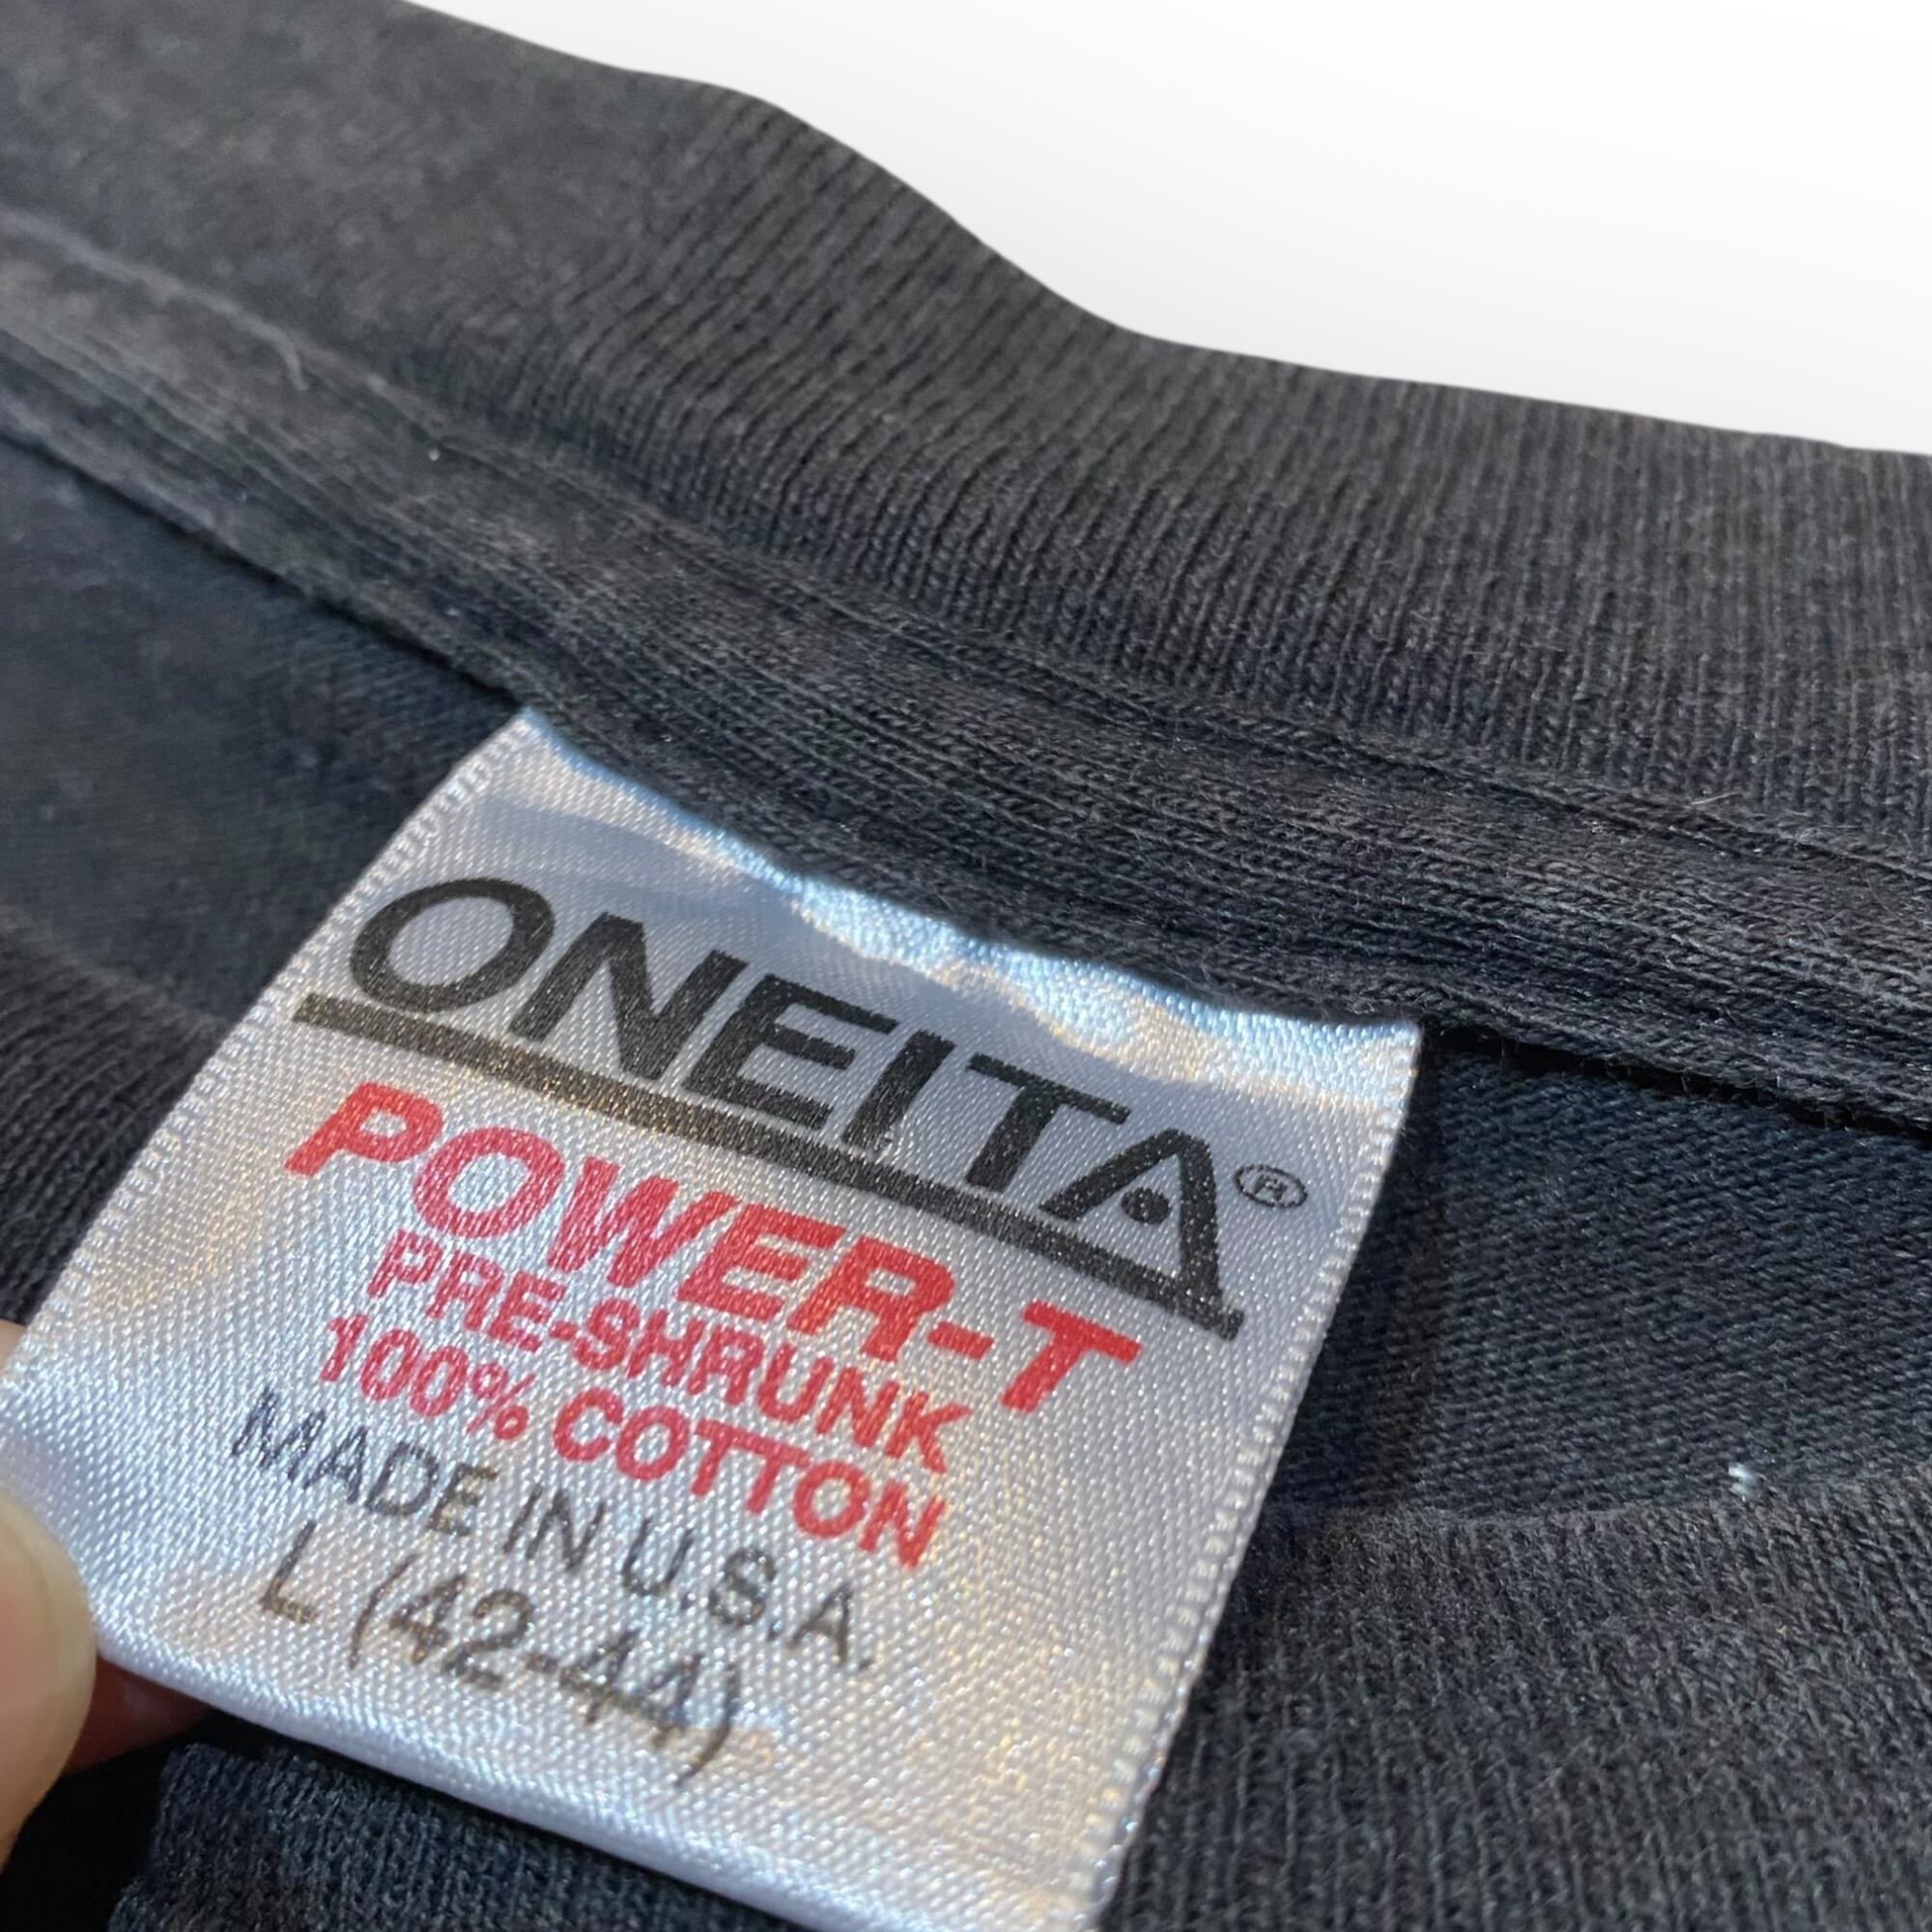 ONEITA®
POWER-T
PRE-SHRUNK
100% COTTON
MADE IN U.S.A.
L (42-44)